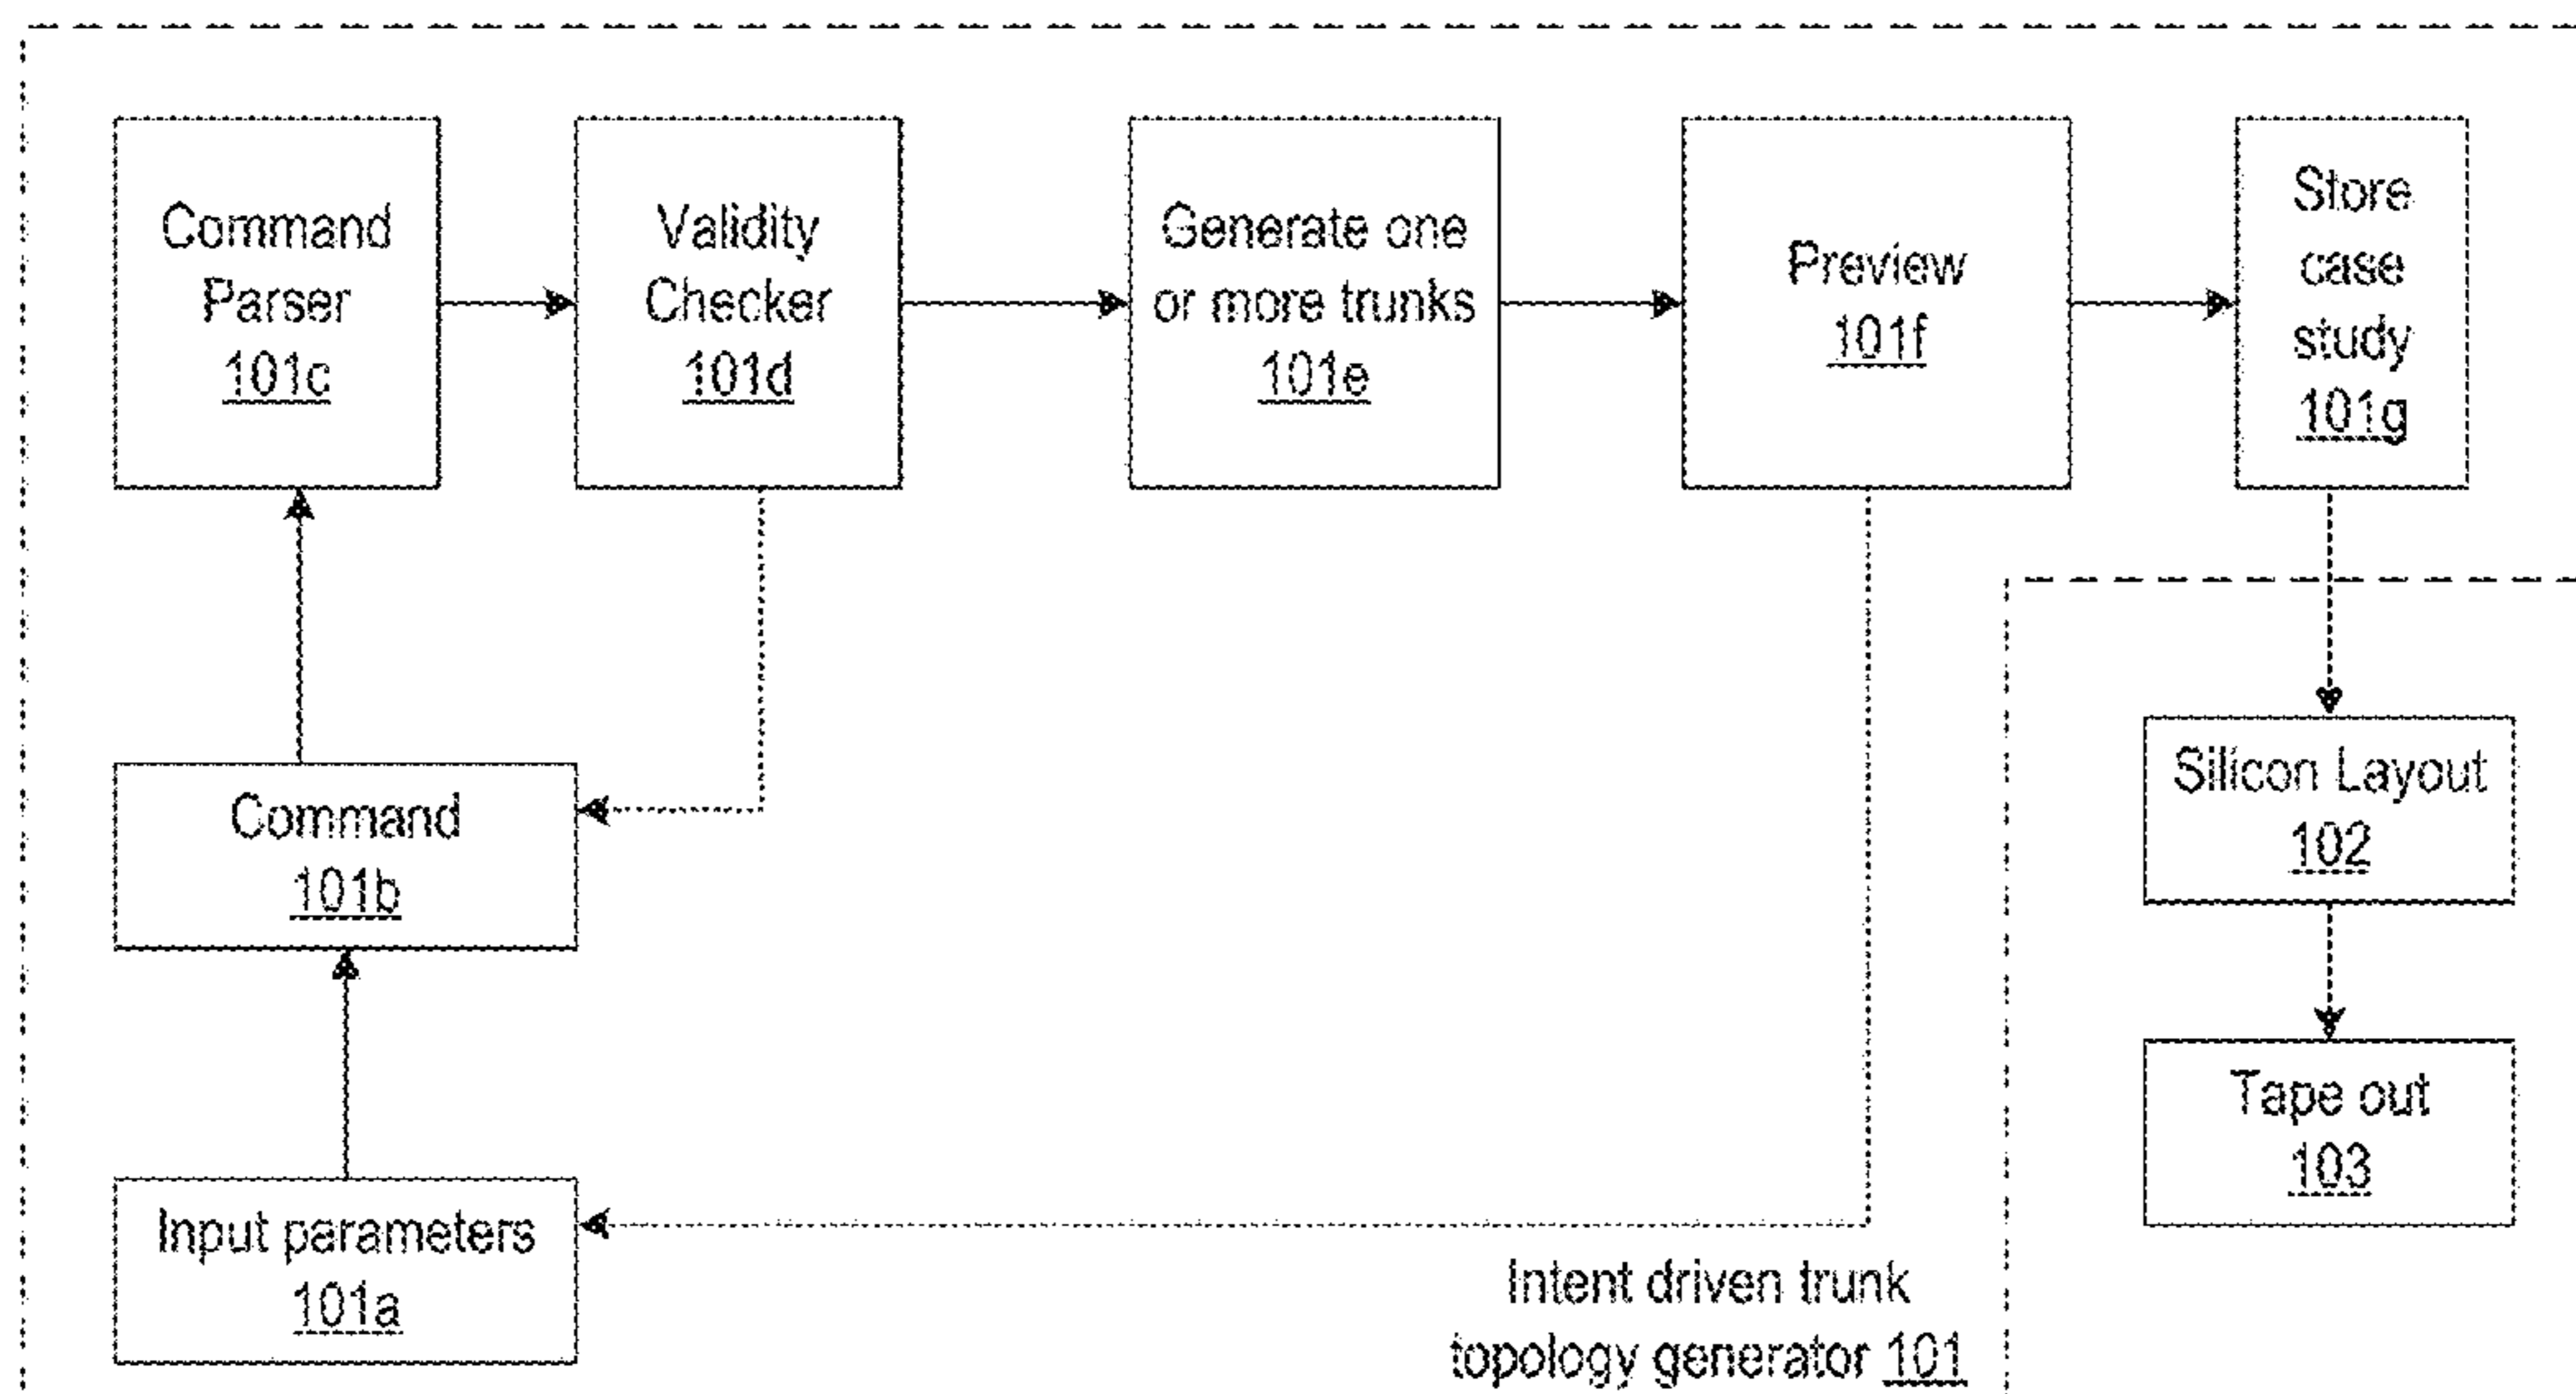 Command
Parser
101c
Validity
Checker
101d
Generate one
or more trunks
101e
Preview
101f
Store
case
study
101g
Command
101b
Silicon Layout
102
Input parameters
101a
Tape out
103
Intent driven trunk
topology generator 101